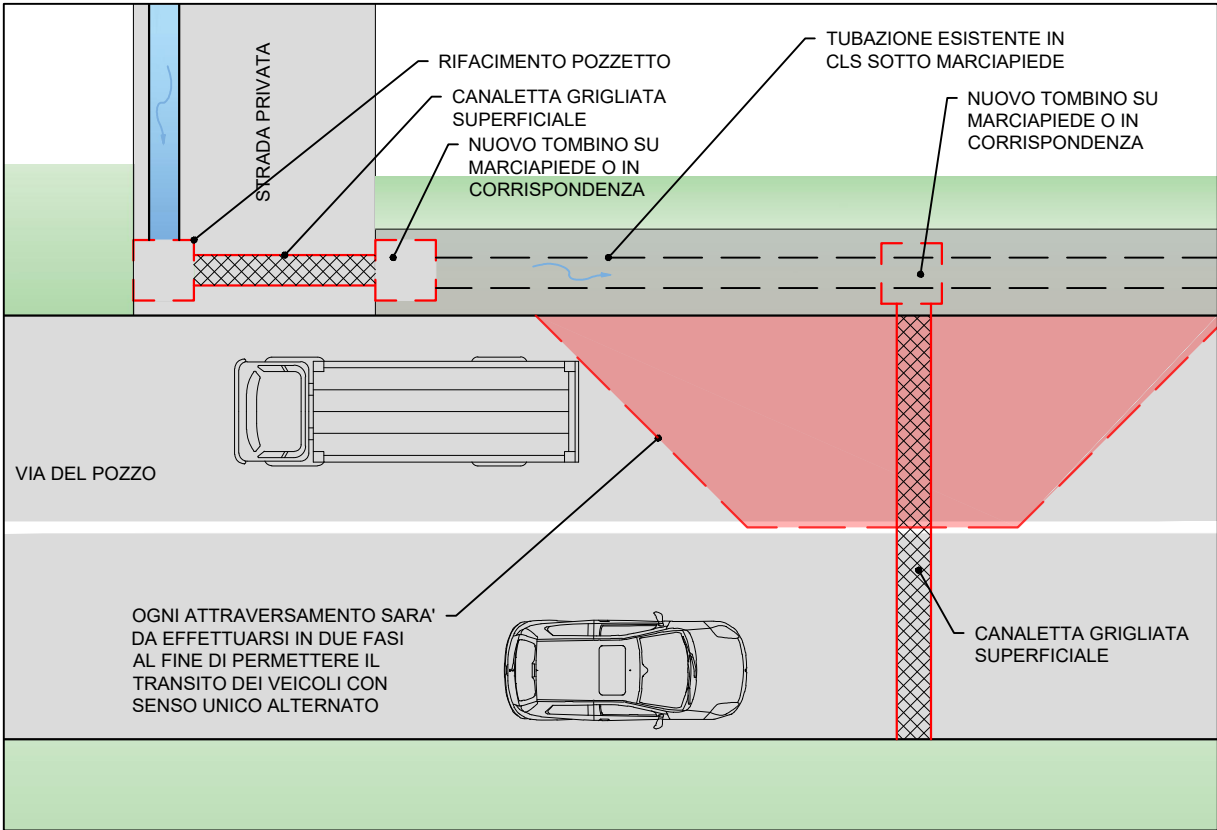 STRADA PRIVATA
RIFACIMENTO POZZETTO
CANALETTA GRIGLIATA
SUPERFICIALE
NUOVO TOMBINO SU
MARCIAPIEDE O IN
CORRISPONDENZA
TUBAZIONE ESISTENTE IN
CLS SOTTO MARCIAPIEDE
NUOVO TOMBINO SU
MARCIAPIEDE O IN
CORRISPONDENZA
VIA DEL POZZO
OGNI ATTRAVERSAMENTO SARA'
DA EFFETTUARSI IN DUE FASI
AL FINE DI PERMETTERE IL
TRANSITO DEI VEICOLI CON
SENSO UNICO ALTERNATO
CANALETTA GRIGLIATA
SUPERFICIALE